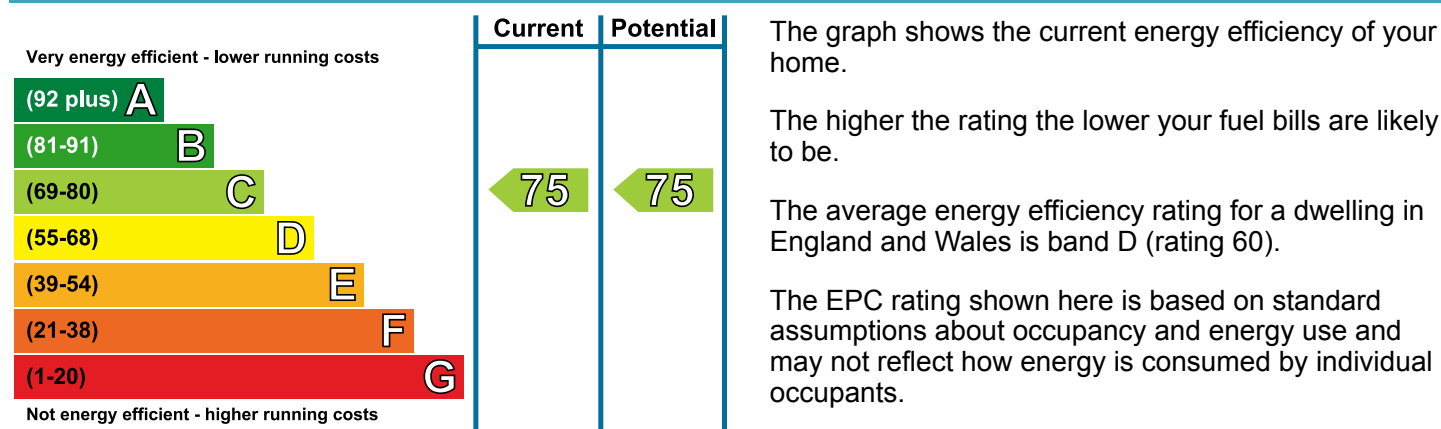 Current Potential
Very energy efficient - lower running costs
(92 plus) A
(81-91) B
(69-80) C 75 75
(55-68) D
(39-54) E
(21-38) F
(1-20) G
Not energy efficient - higher running costs
The graph shows the current energy efficiency of your
home.
The higher the rating the lower your fuel bills are likely
to be.
The average energy efficiency rating for a dwelling in
England and Wales is band D (rating 60).
The EPC rating shown here is based on standard
assumptions about occupancy and energy use and
may not reflect how energy is consumed by individual
occupants.